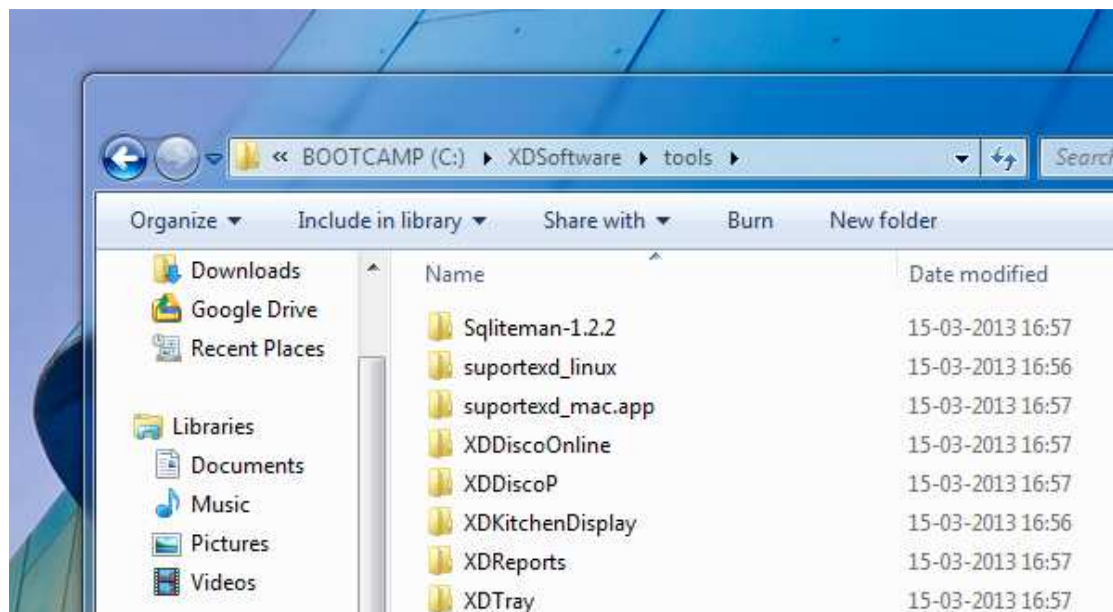 « BOOTCAMP (C:) XDSoftware tools
Search
Organize Include in library Share with Burn New folder
Downloads
Google Drive
Recent Places
Libraries
Documents
Music
Pictures
Videos
Name Date modified
Sqliteman-1.2.2 15-03-2013 16:57
suportexd_linux 15-03-2013 16:56
suportexd_mac.app 15-03-2013 16:57
XDDiscoOnline 15-03-2013 16:57
XDDiscoP 15-03-2013 16:57
XDKitchenDisplay 15-03-2013 16:56
XDReports 15-03-2013 16:57
XDTray 15-03-2013 16:57